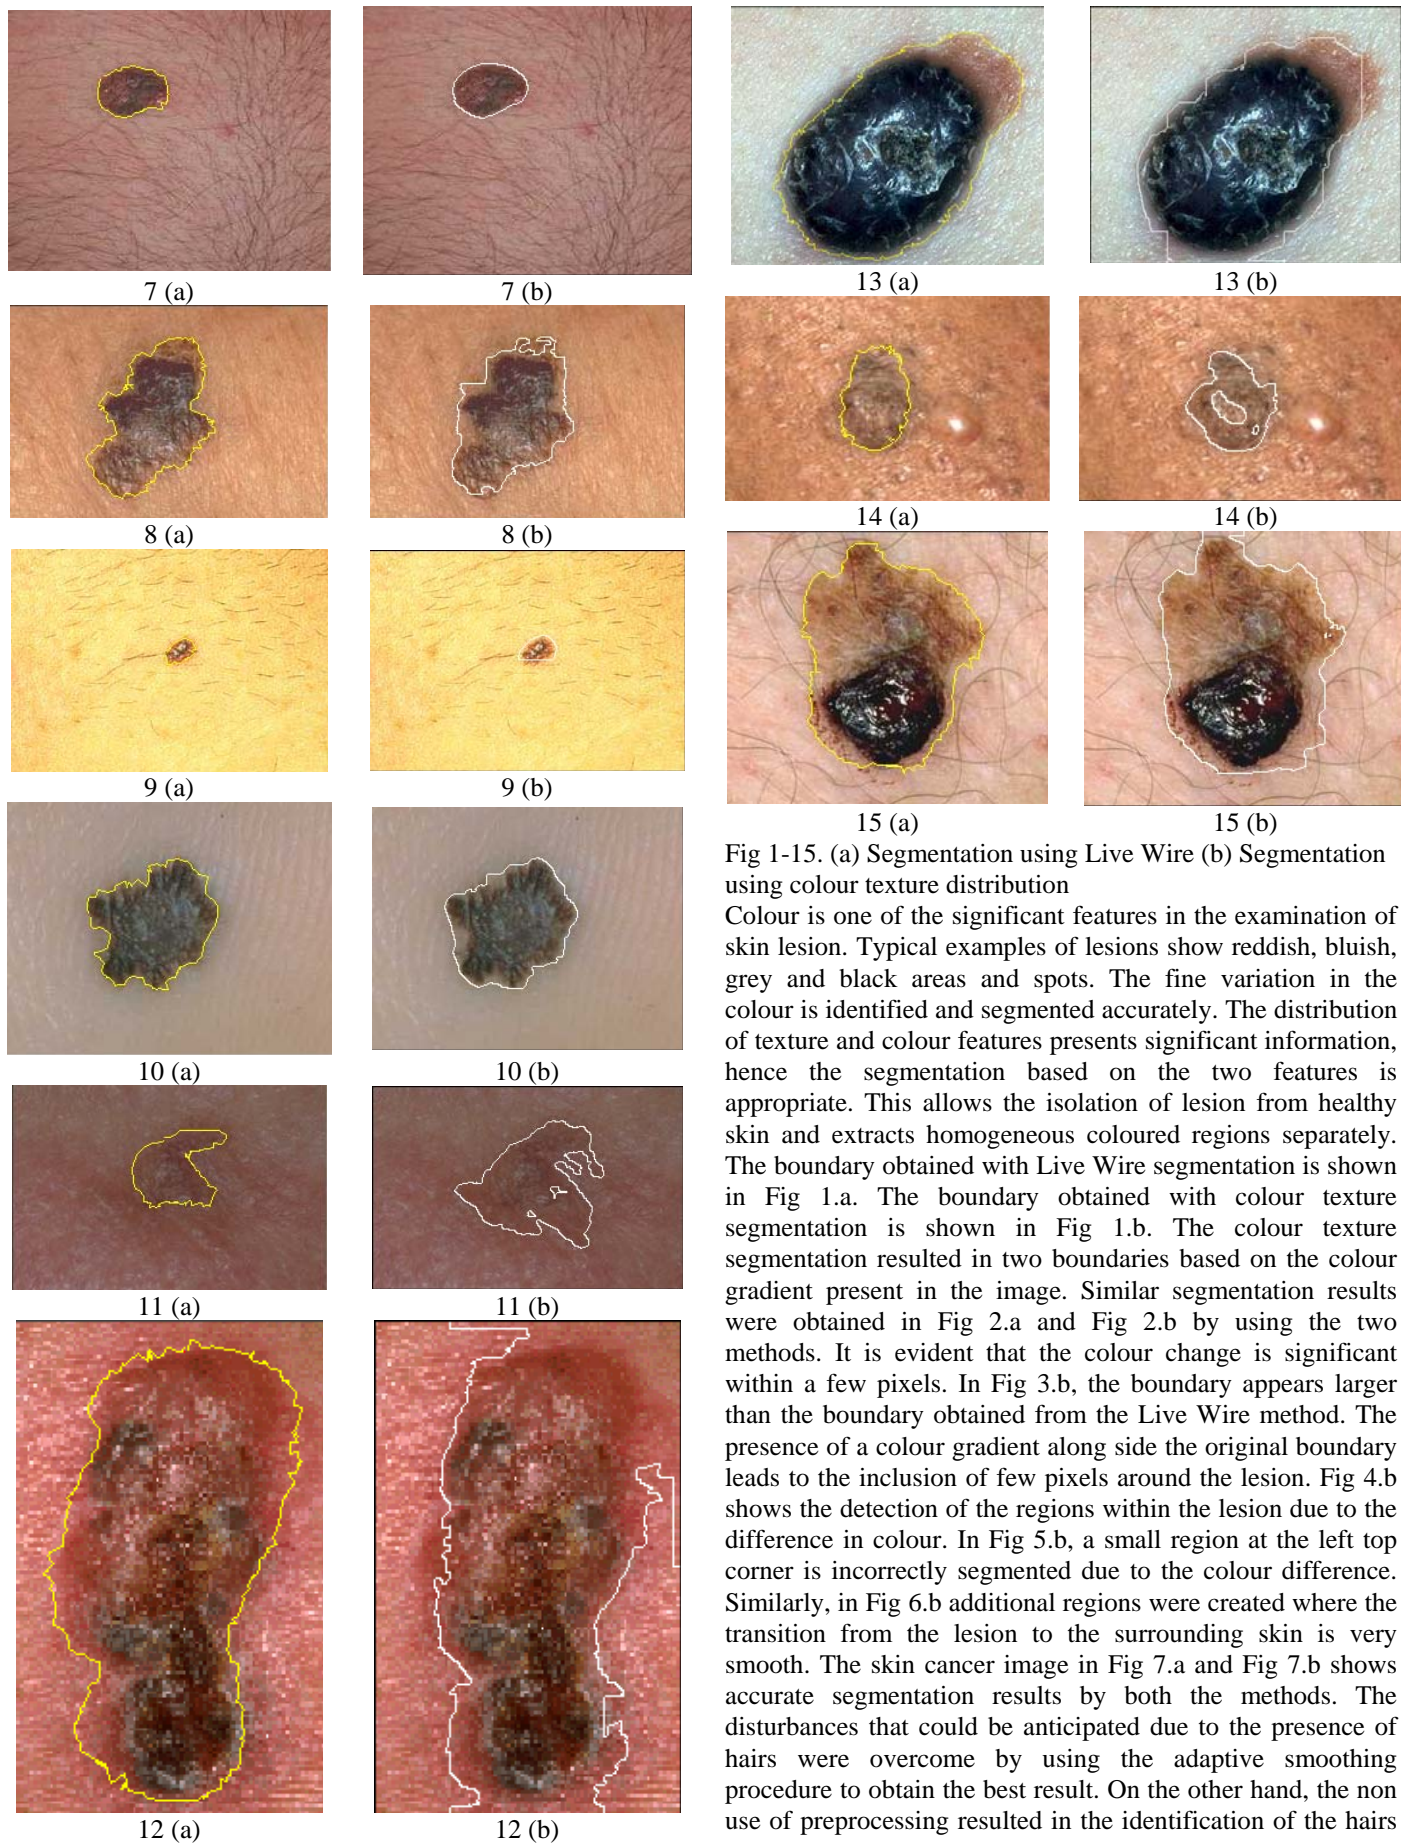 7 (a)
7 (b)
8 (a)
8 (b)
9 (a)
9 (b)
10 (a)
10 (b)
11 (a)
11 (b)
12 (a)
12 (b)
13 (a)
13 (b)
14 (a)
14 (b)
15 (a)
15 (b)
Fig 1-15. (a) Segmentation using Live Wire (b) Segmentation
using colour texture distribution
Colour is one of the significant features in the examination of
skin lesion. Typical examples of lesions show reddish, bluish,
grey and black areas and spots. The fine variation in the
colour is identified and segmented accurately. The distribution
of texture and colour features presents significant information,
hence the segmentation based on the two features is
appropriate. This allows the isolation of lesion from healthy
skin and extracts homogeneous coloured regions separately.
The boundary obtained with Live Wire segmentation is shown
in Fig 1.a. The boundary obtained with colour texture
segmentation is shown in Fig 1.b. The colour texture
segmentation resulted in two boundaries based on the colour
gradient present in the image. Similar segmentation results
were obtained in Fig 2.a and Fig 2.b by using the two
methods. It is evident that the colour change is significant
within a few pixels. In Fig 3.b, the boundary appears larger
than the boundary obtained from the Live Wire method. The
presence of a colour gradient along side the original boundary
leads to the inclusion of few pixels around the lesion. Fig 4.b
shows the detection of the regions within the lesion due to the
difference in colour. In Fig 5.b, a small region at the left top
corner is incorrectly segmented due to the colour difference.
Similarly, in Fig 6.b additional regions were created where the
transition from the lesion to the surrounding skin is very
smooth. The skin cancer image in Fig 7.a and Fig 7.b shows
accurate segmentation results by both the methods. The
disturbances that could be anticipated due to the presence of
hairs were overcome by using the adaptive smoothing
procedure to obtain the best result. On the other hand, the non
use of preprocessing resulted in the identification of the hairs